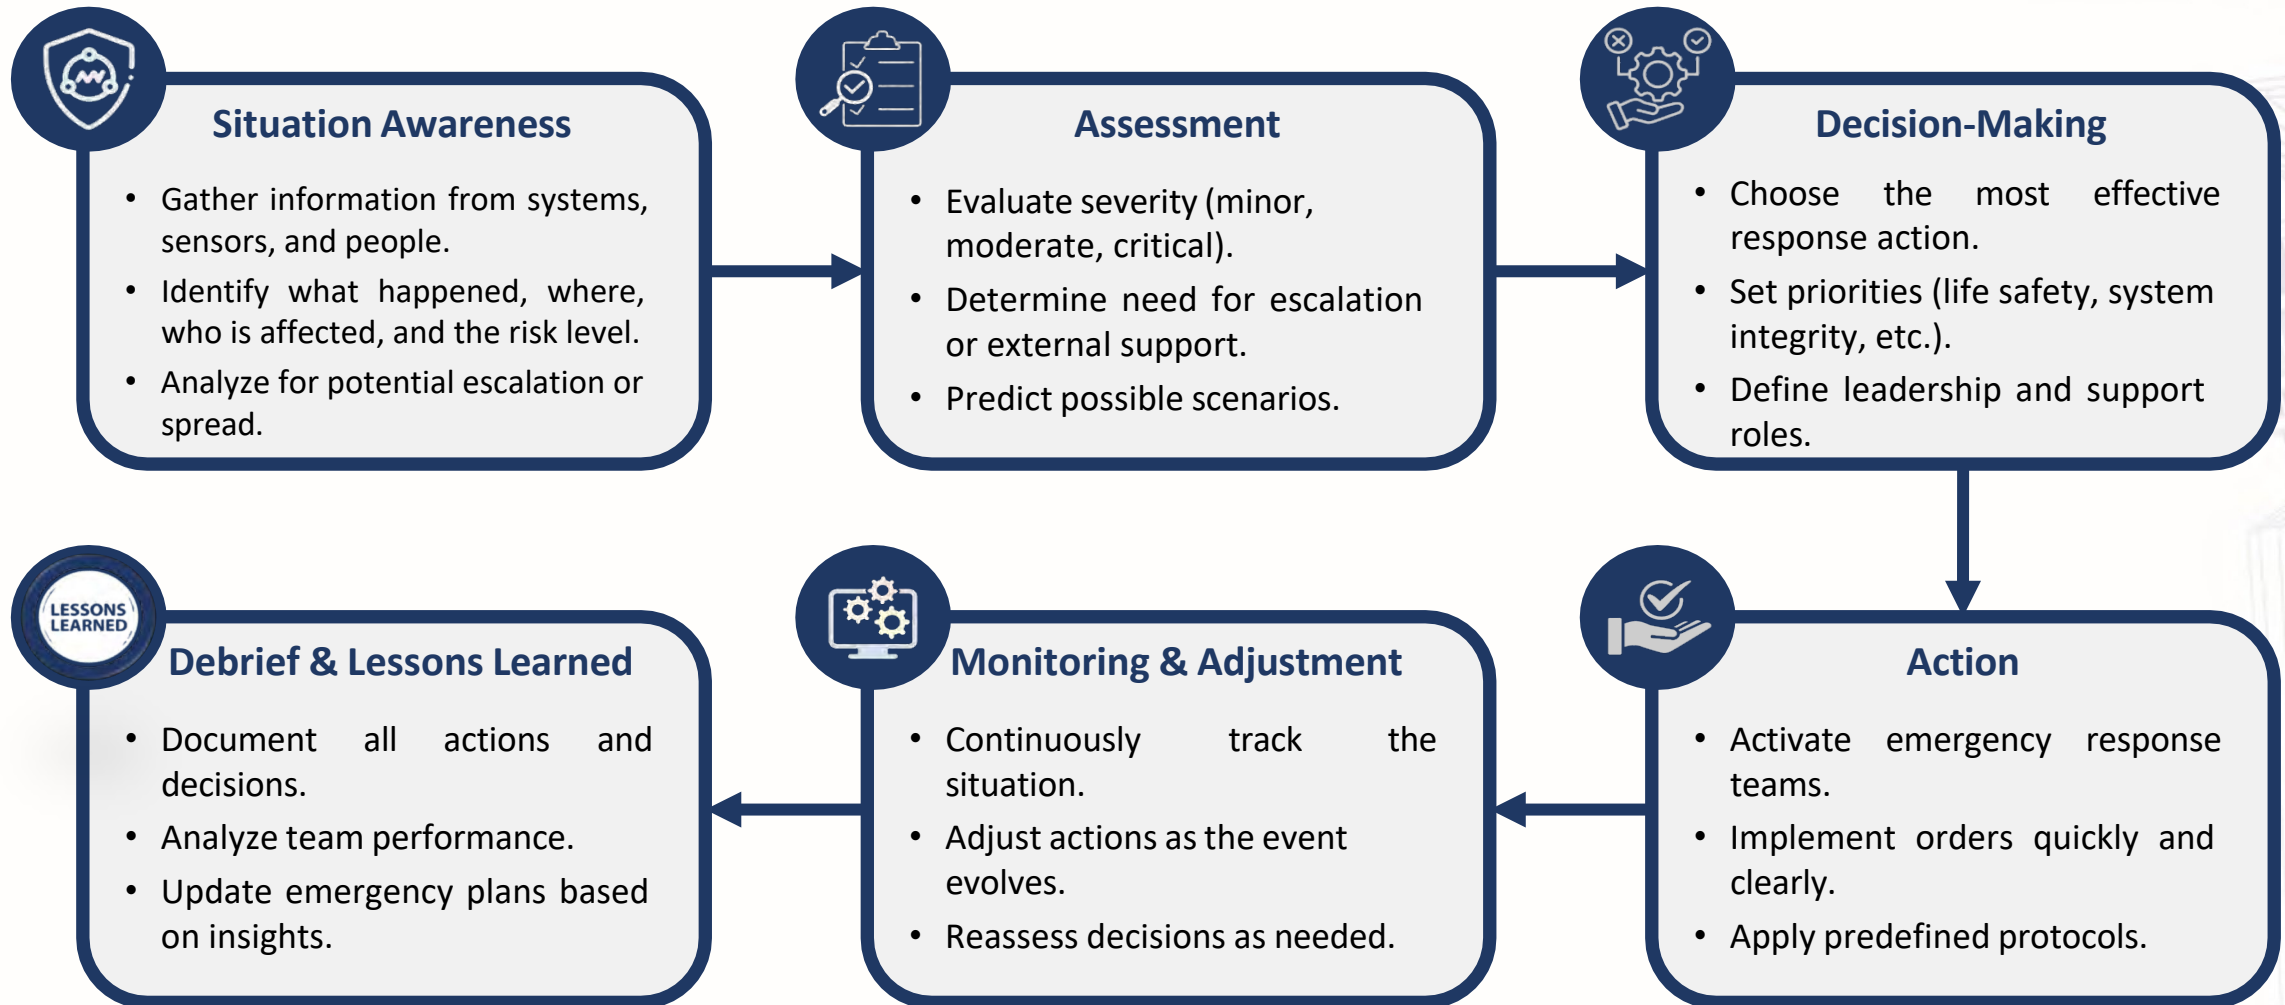 Situation Awareness
• Gather information from systems,
sensors, and people.
• Identify what happened, where,
who is affected, and the risk level.
• Analyze for potential escalation or
spread.
Assessment
• Evaluate severity (minor,
moderate, critical).
• Determine need for escalation
or external support.
• Predict possible scenarios.
Decision-Making
• Choose the most effective
response action.
• Set priorities (life safety, system
integrity, etc.).
• Define leadership and support
roles.
Action
• Activate emergency response
teams.
• Implement orders quickly and
clearly.
• Apply predefined protocols.
Monitoring & Adjustment
• Continuously track the
situation.
• Adjust actions as the event
evolves.
• Reassess decisions as needed.
LESSONS
LEARNED
Debrief & Lessons Learned
• Document all actions and
decisions.
• Analyze team performance.
• Update emergency plans based
on insights.